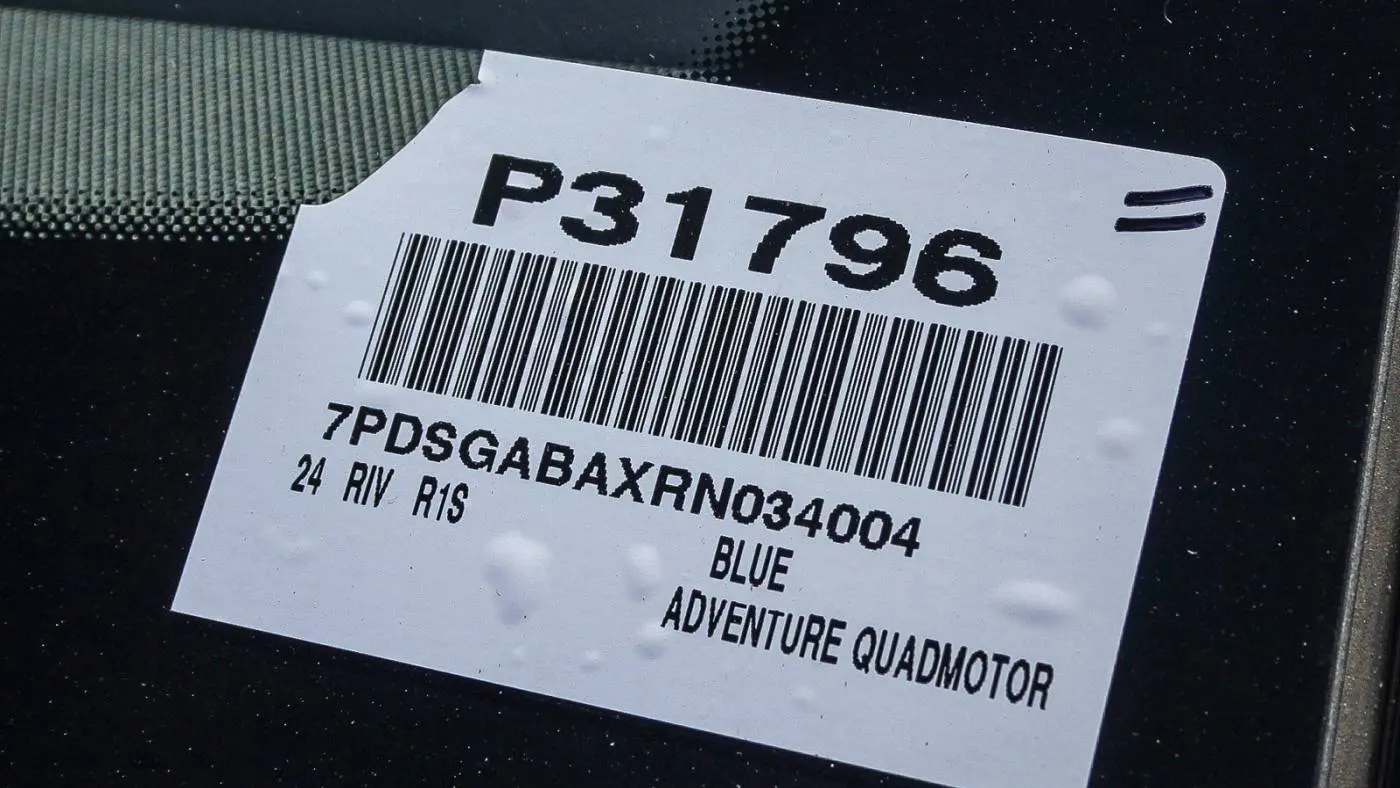 P31796
7PDSGABAXRN034004
24 RIV R1S
BLUE
ADVENTURE QUADMOTOR